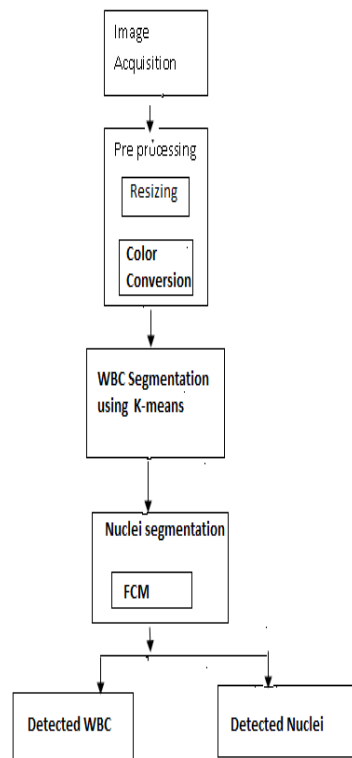 Image
Acquisition
Pre processing
Resizing
Color
Conversion
WBC Segmentation
using K-means
Nuclei segmentation
FCM
Detected WBC
Detected Nuclei